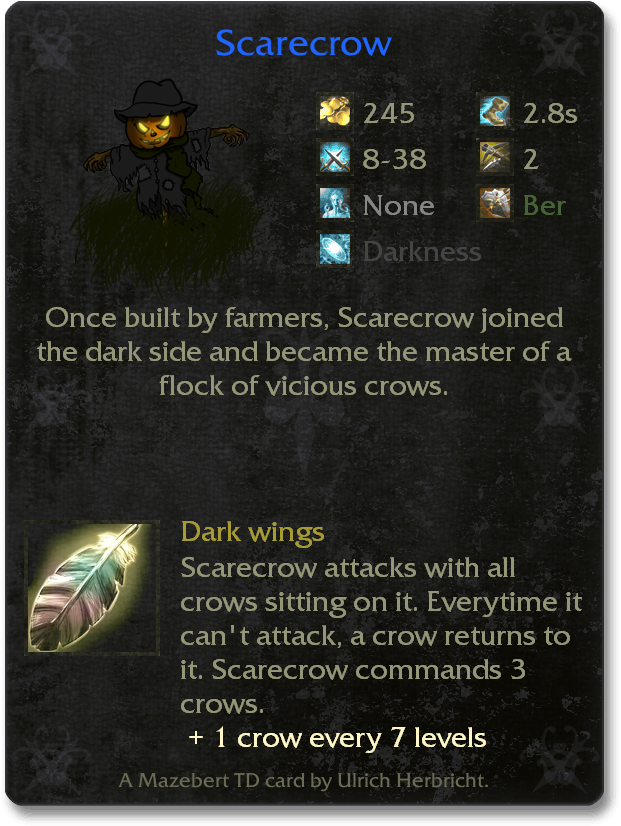 Scarecrow
245 2.8s
8-38 2
None Ber
Darkness
Once built by farmers, Scarecrow joined
the dark side and became the master of a
flock of vicious crows.
Dark wings
Scarecrow attacks with all
crows sitting on it. Everytime it
can't attack, a crow returns to
it. Scarecrow commands 3
crows.
+ 1 crow every 7 levels
A Mazebert TD card by Ulrich Herbricht.